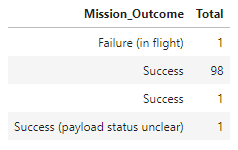 Mission_Outcome Total
Failure (in flight) 1
Success 98
Success 1
Success (payload status unclear) 1